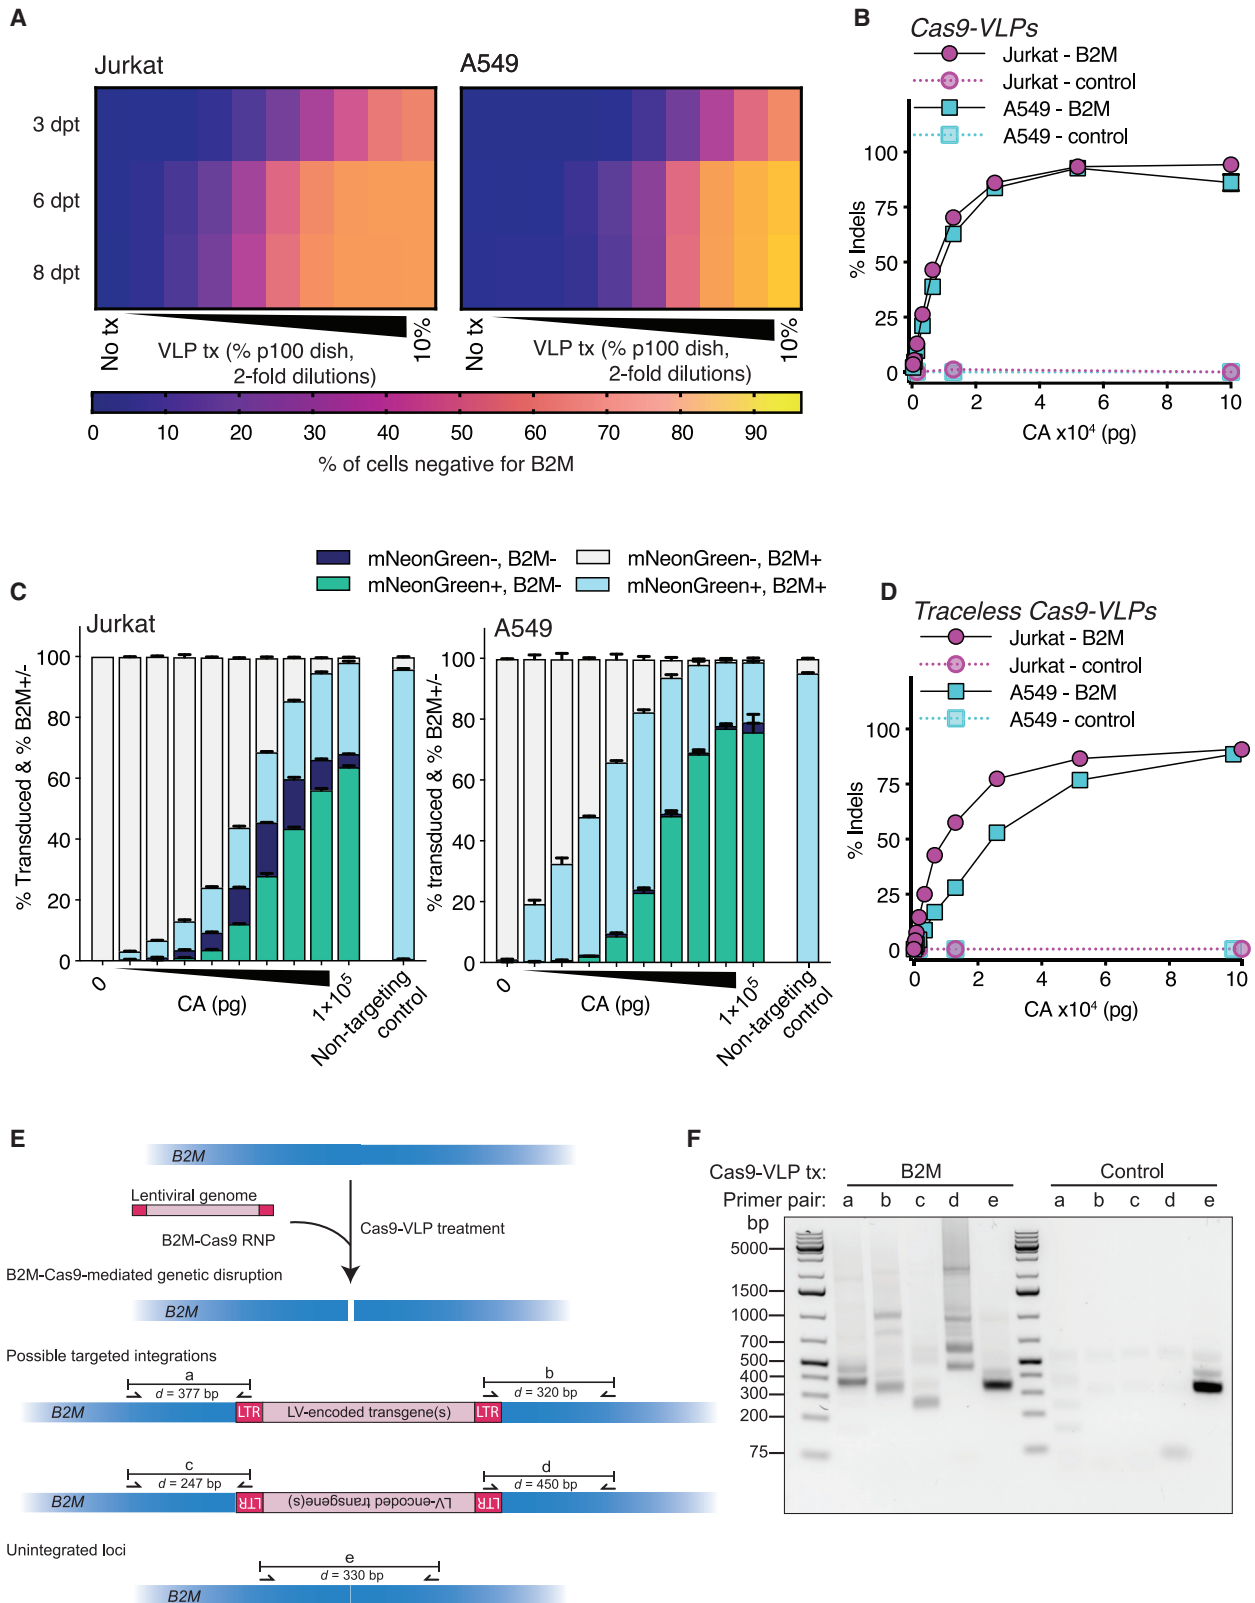 A
Jurkat
A549
3 dpt
6 dpt
8 dpt
No tx
10%
VLP tx (% p100 dish,
2-fold dilutions)
No tx
10%
VLP tx (% p100 dish,
2-fold dilutions)
0 10 20 30 40 50 60 70 80 90
% of cells negative for B2M
B
Cas9-VLPs
Jurkat - B2M
Jurkat - control
A549 - B2M
A549 - control
100
75
50
25
0
% Indels
0 2 4 6 8 10
CA x10⁴ (pg)
mNeonGreen-, B2M-
mNeonGreen-, B2M+
mNeonGreen+, B2M-
mNeonGreen+, B2M+
C
Jurkat
100
80
60
40
20
0
% Transduced & % B2M+/-
0
CA (pg)
1×10⁵
Non-targeting
control
A549
100
80
60
40
20
0
% transduced & % B2M+/-
0
CA (pg)
1×10⁵
Non-targeting
control
D
Traceless Cas9-VLPs
Jurkat - B2M
Jurkat - control
A549 - B2M
A549 - control
100
75
50
25
0
% Indels
0 2 4 6 8 10
CA x10⁴ (pg)
E
B2M
Lentiviral genome
B2M-Cas9 RNP
Cas9-VLP treatment
B2M-Cas9-mediated genetic disruption
B2M
Possible targeted integrations
a
d = 377 bp
b
d = 320 bp
B2M
LTR
LV-encoded transgene(s)
LTR
c
d = 247 bp
d
d = 450 bp
B2M
LTR
LV-encoded transgene(s)
LTR
Unintegrated loci
e
d = 330 bp
B2M
F
Cas9-VLP tx: B2M Control
Primer pair: a b c d e a b c d e
bp
5000
1500
1000
700
500
400
300
200
75